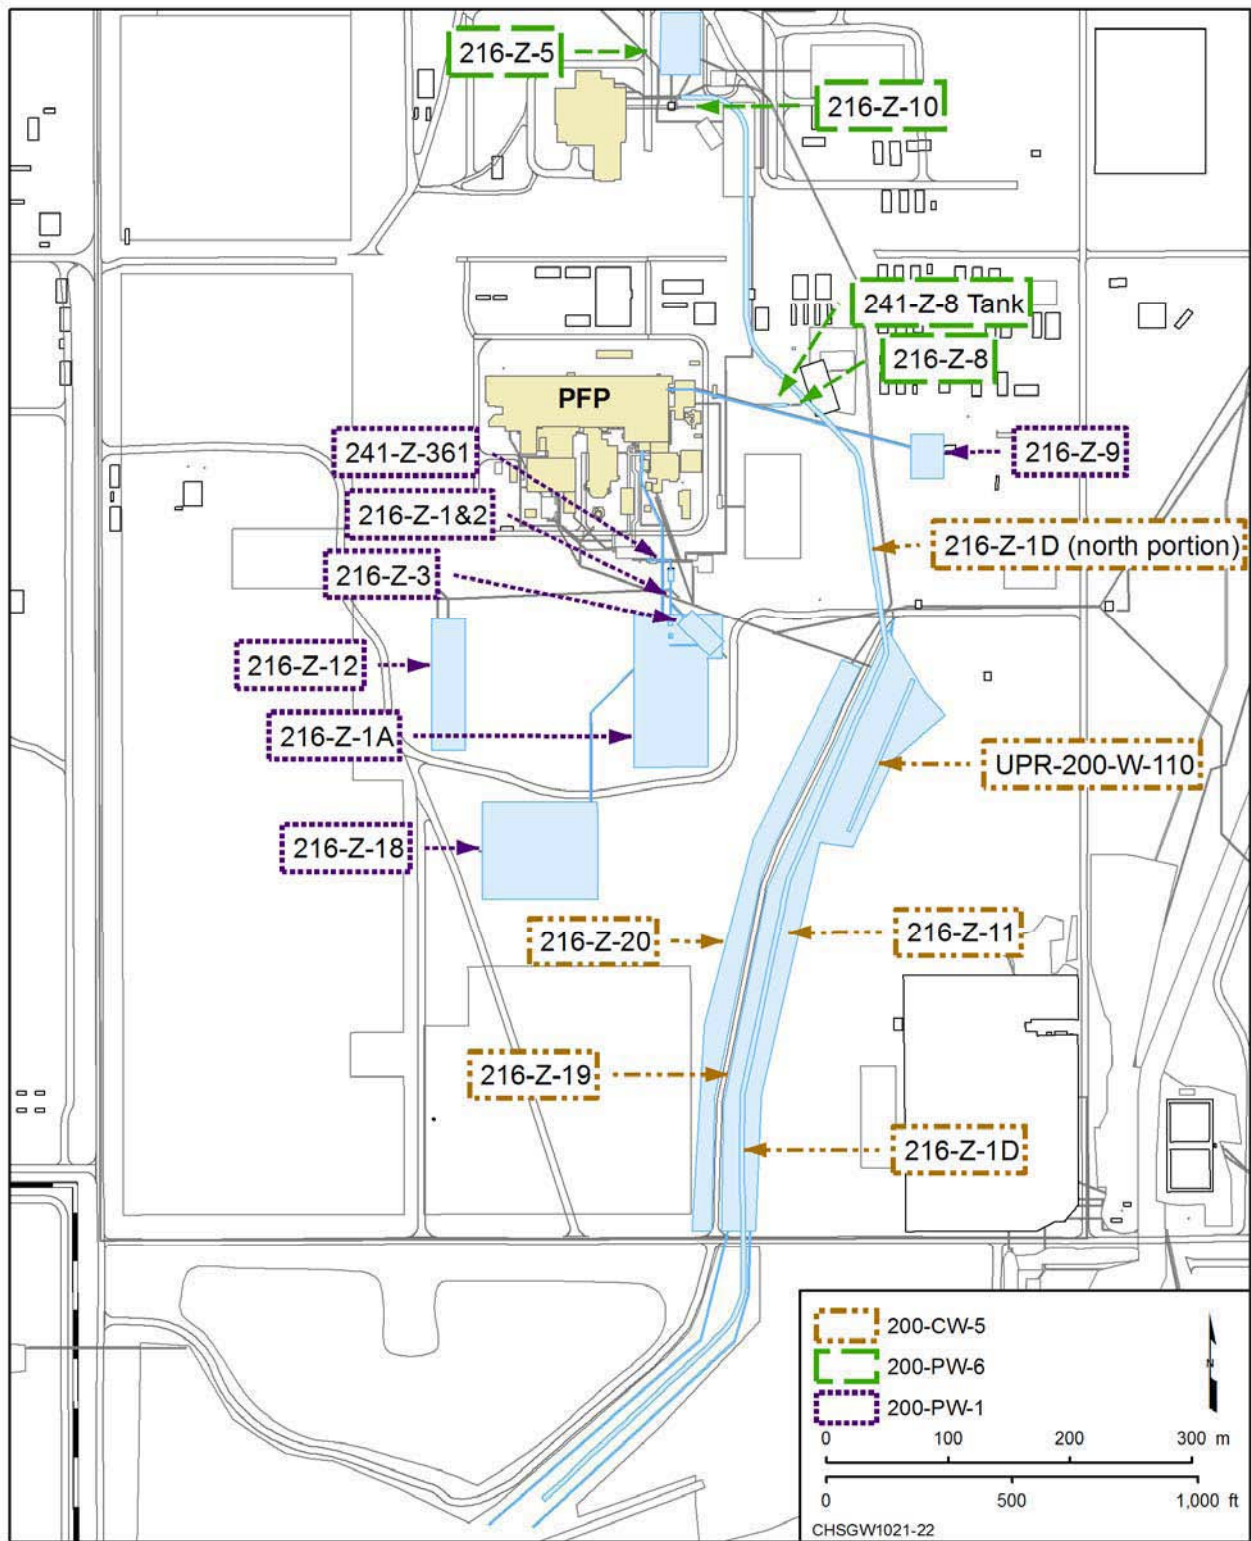 216-Z-5
216-Z-10
241-Z-8 Tank
216-Z-8
PFP
241-Z-361
216-Z-9
216-Z-1&2
216-Z-1D (north portion)
216-Z-3
216-Z-12
216-Z-1A
UPR-200-W-110
216-Z-18
216-Z-20
216-Z-11
216-Z-19
216-Z-1D
200-CW-5
200-PW-6
200-PW-1
N
0 100 200 300 m
0 500 1,000 ft
CHSGW1021-22